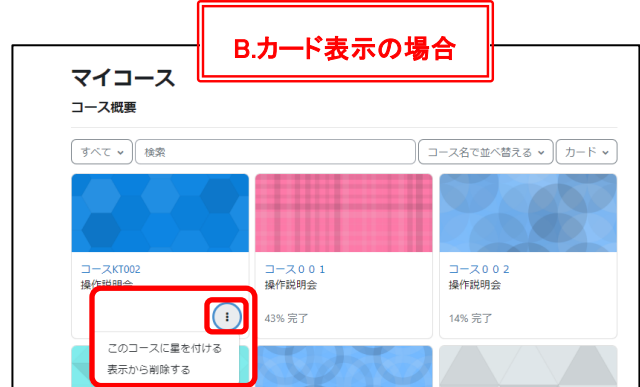 B.カード表示の場合
マイコース
コース概要
すべて 検索 コース名で並べ替える カード
コースKT002
操作説明会
コース００１
操作説明会
43% 完了
コース００２
操作説明会
14% 完了
このコースに星を付ける
表示から削除する